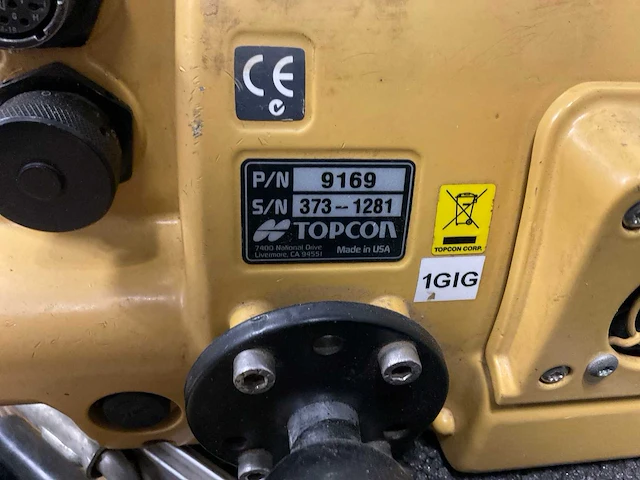 CE
P/N 9169
S/N 373-1281
TOPCON
7400 National Drive
Livermore, CA 94551
Made in USA
TOPCON CORP.
1GIG